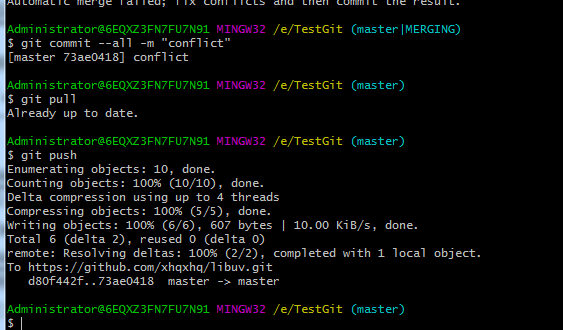 Automatic merge failed; fix conflicts and then commit the result.
Administrator@6EQXZ3FN7FU7N91 MINGW32 /e/TestGit (master|MERGING)
$ git commit --all -m "conflict"
[master 73ae0418] conflict
Administrator@6EQXZ3FN7FU7N91 MINGW32 /e/TestGit (master)
$ git pull
Already up to date.
Administrator@6EQXZ3FN7FU7N91 MINGW32 /e/TestGit (master)
$ git push
Enumerating objects: 10, done.
Counting objects: 100% (10/10), done.
Delta compression using up to 4 threads
Compressing objects: 100% (5/5), done.
Writing objects: 100% (6/6), 607 bytes | 10.00 KiB/s, done.
Total 6 (delta 2), reused 0 (delta 0)
remote: Resolving deltas: 100% (2/2), completed with 1 local object.
To https://github.com/xhqxhq/libuv.git
   d80f442f..73ae0418  master -> master
Administrator@6EQXZ3FN7FU7N91 MINGW32 /e/TestGit (master)
$